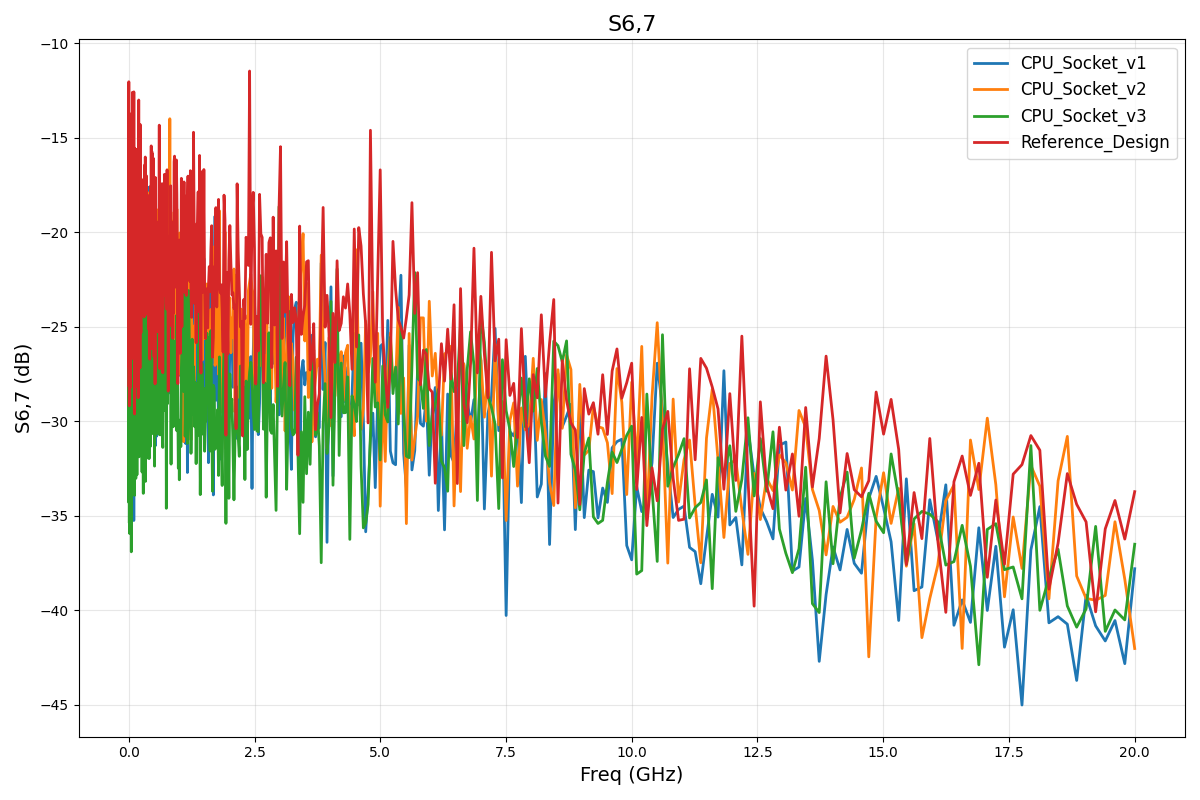 S6,7
CPU_Socket_v1
CPU_Socket_v2
CPU_Socket_v3
Reference_Design
S6,7 (dB)
−10
−15
−20
−25
−30
−35
−40
−45
0.0 2.5 5.0 7.5 10.0 12.5 15.0 17.5 20.0
Freq (GHz)